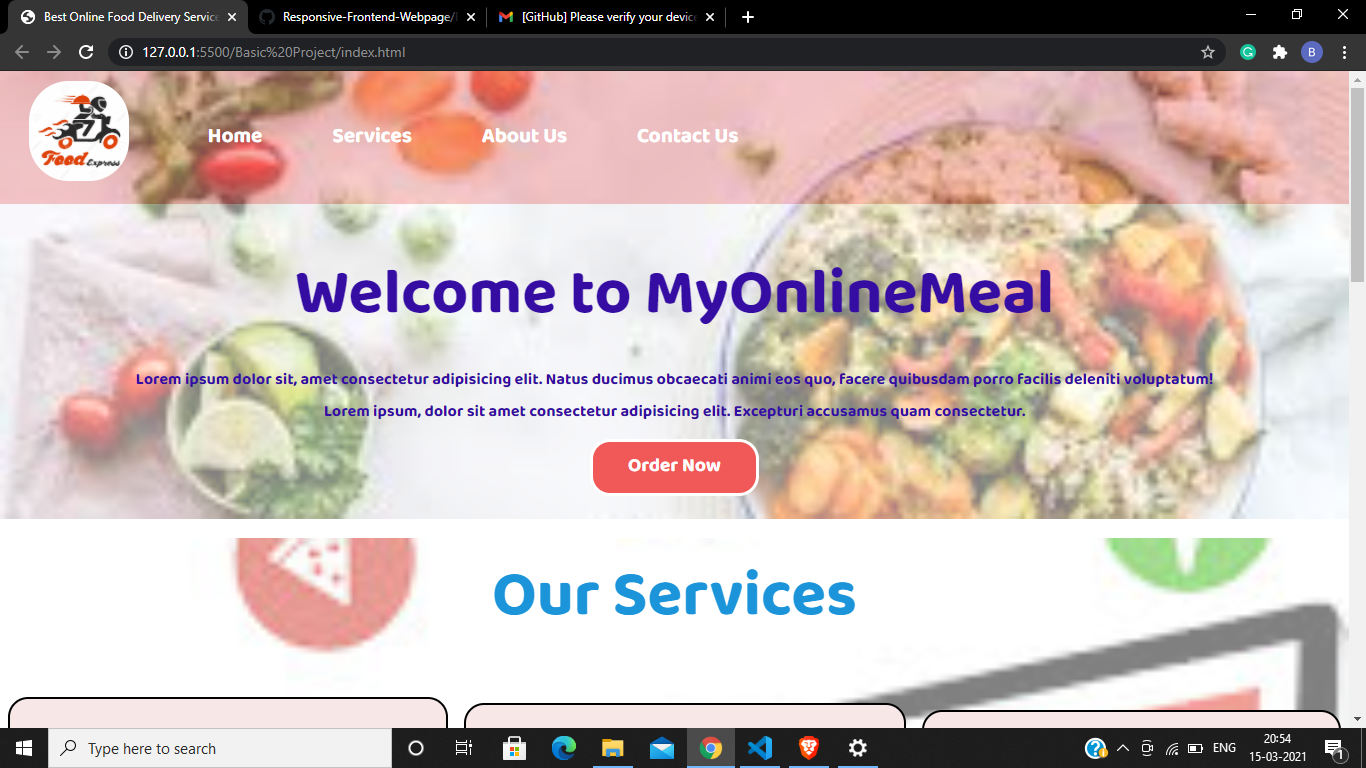 Best Online Food Delivery Service
Responsive-Frontend-Webpage/
[GitHub] Please verify your device
127.0.0.1:5500/Basic%20Project/index.html
B
Food Express
Home Services About Us Contact Us
Welcome to MyOnlineMeal
Lorem ipsum dolor sit, amet consectetur adipisicing elit. Natus ducimus obcaecati animi eos quo, facere quibusdam porro facilis deleniti voluptatum!
Lorem ipsum, dolor sit amet consectetur adipisicing elit. Excepturi accusamus quam consectetur.
Order Now
Our Services
Type here to search
ENG
20:54
15-03-2021
1